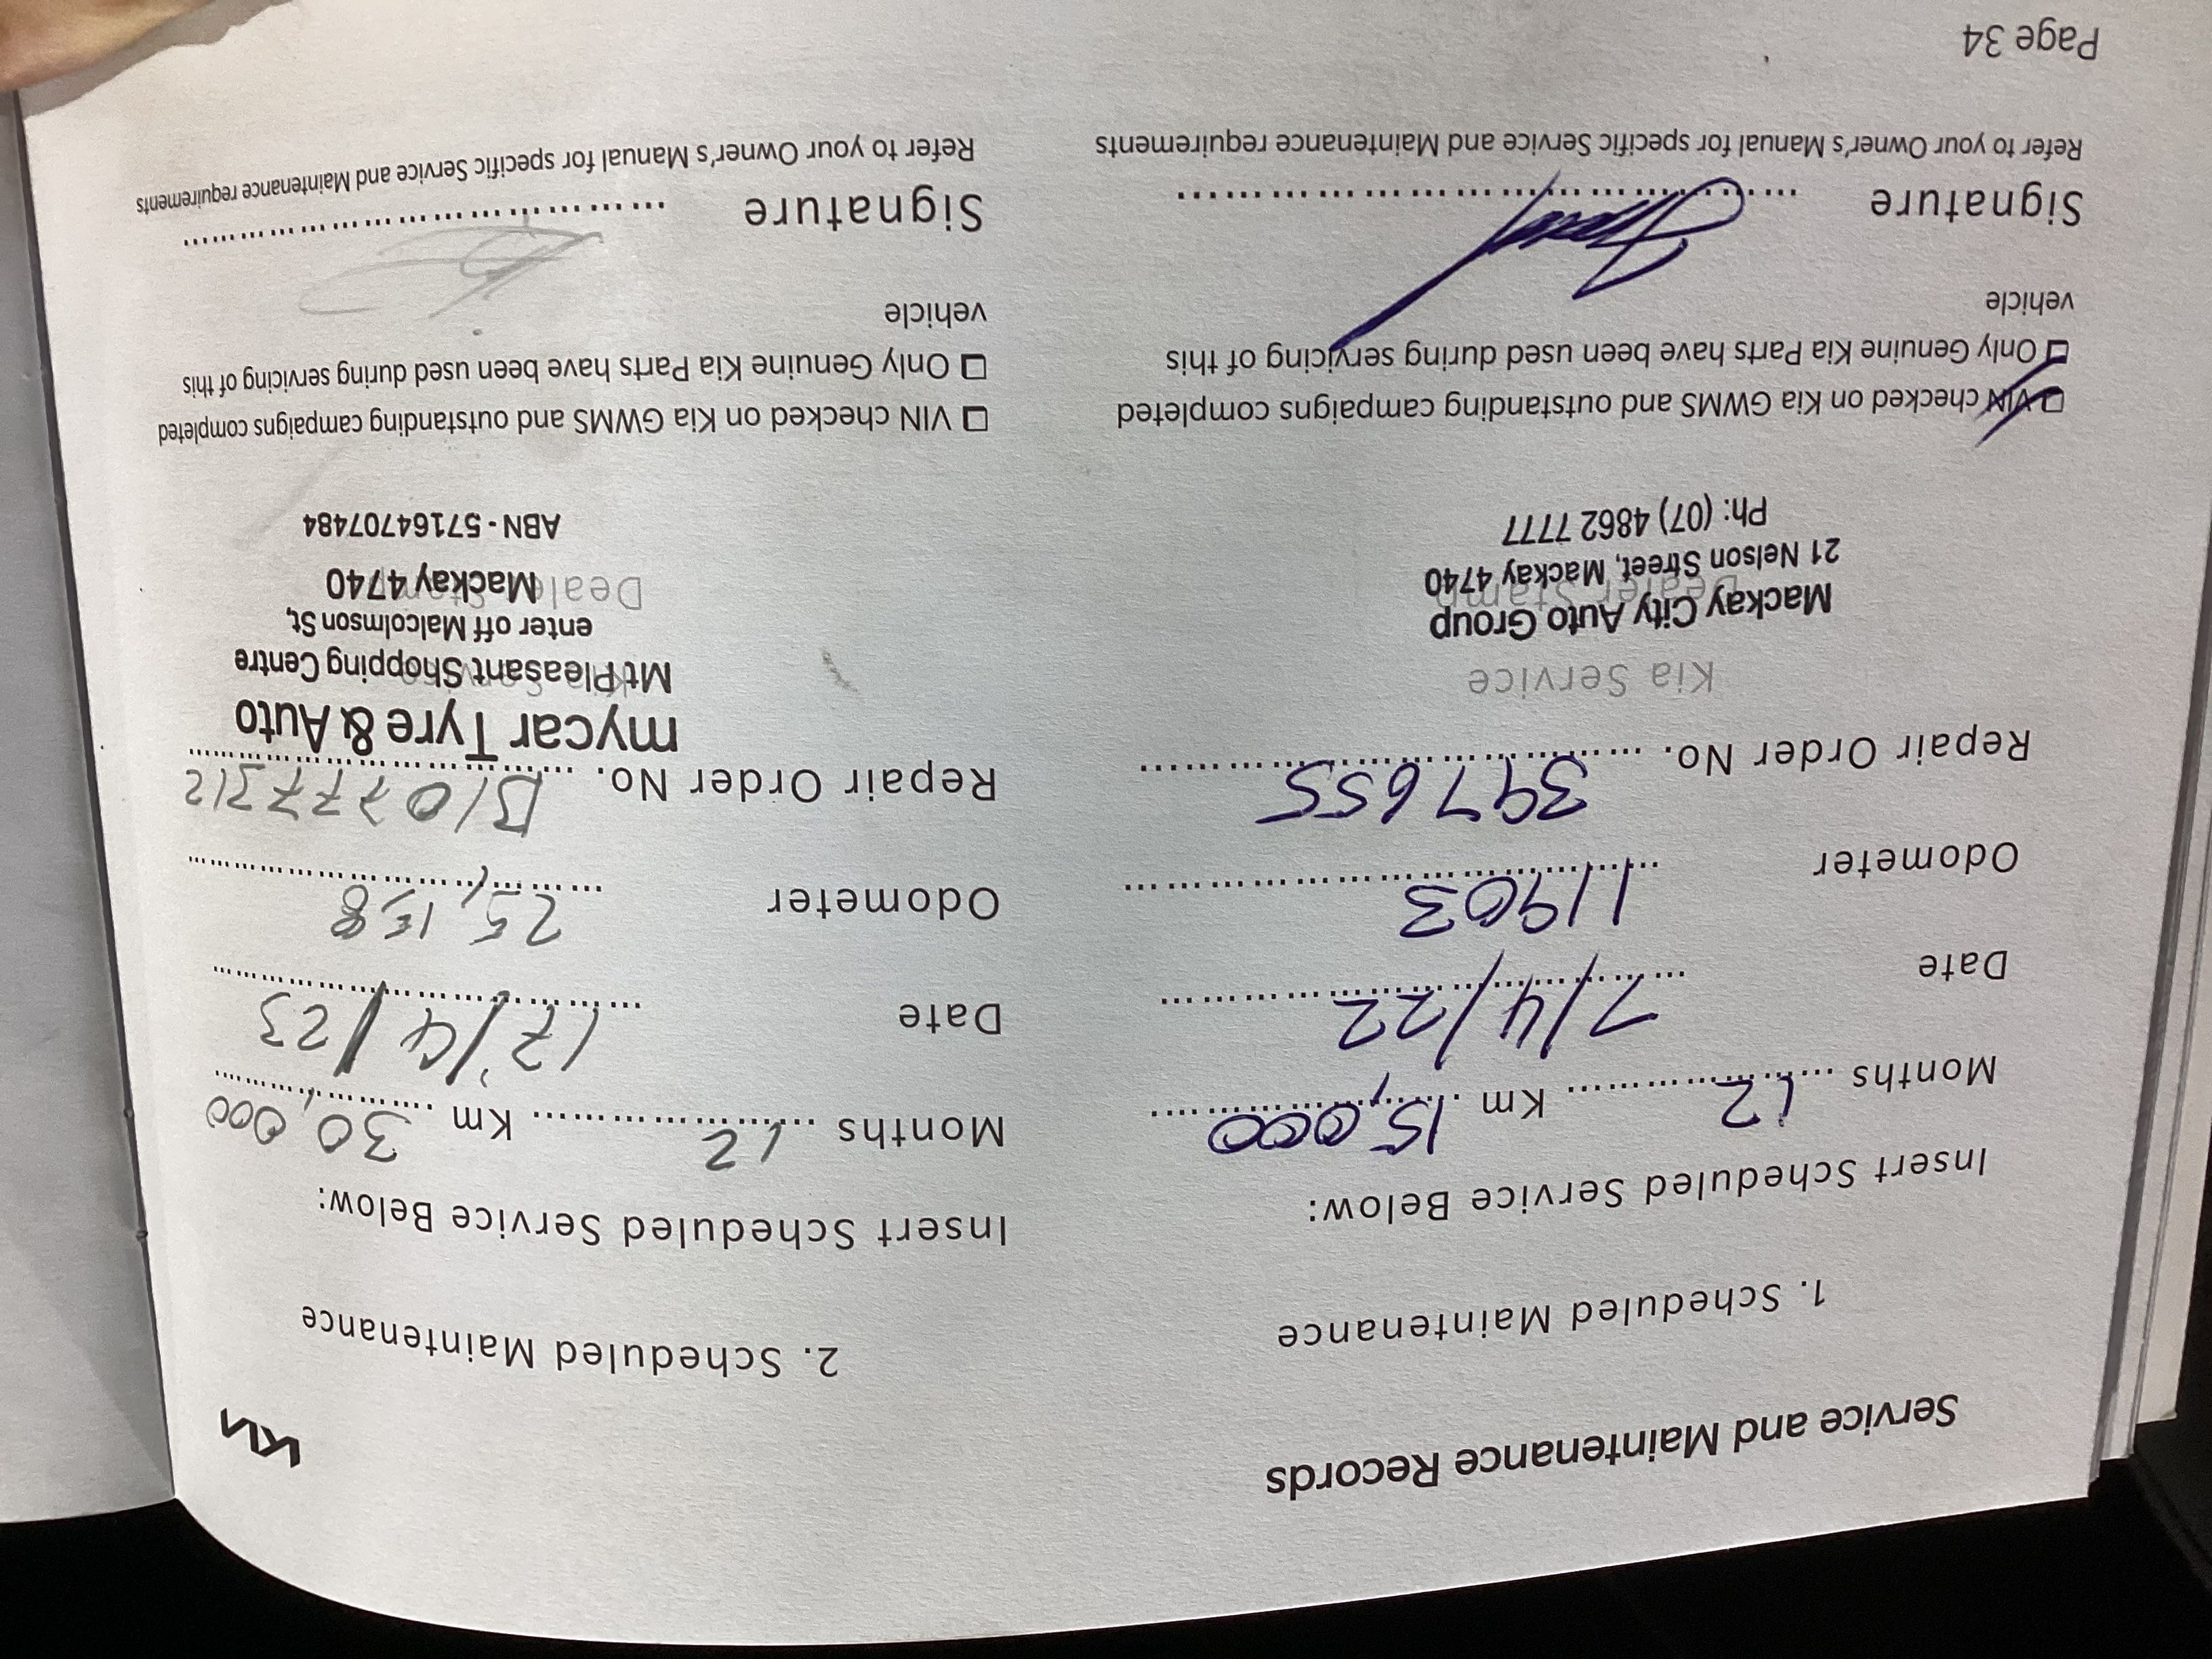 Service and Maintenance Records
KIA
1. Scheduled Maintenance
Insert Scheduled Service Below:
Months 12 Km 15,000
Date 7/4/22
Odometer 11903
Repair Order No. 397655
Kia Service
Dealer Stamp
Mackay City Auto Group
21 Nelson Street, Mackay 4740
Ph: (07) 4862 7777
VIN checked on Kia GWMS and outstanding campaigns completed
Only Genuine Kia Parts have been used during servicing of this
vehicle
Signature
Refer to your Owner's Manual for specific Service and Maintenance requirements
2. Scheduled Maintenance
Insert Scheduled Service Below:
Months 12 Km 30,000
Date 17/4/23
Odometer 25,158
Repair Order No.
mycar Tyre & Auto
Kia Service
Mt Pleasant Shopping Centre
enter off Malcolmson St,
Dealer Stamp
Mackay 4740
ABN - 57164707484
VIN checked on Kia GWMS and outstanding campaigns completed
Only Genuine Kia Parts have been used during servicing of this
vehicle
Signature
Refer to your Owner's Manual for specific Service and Maintenance requirements
Page 34